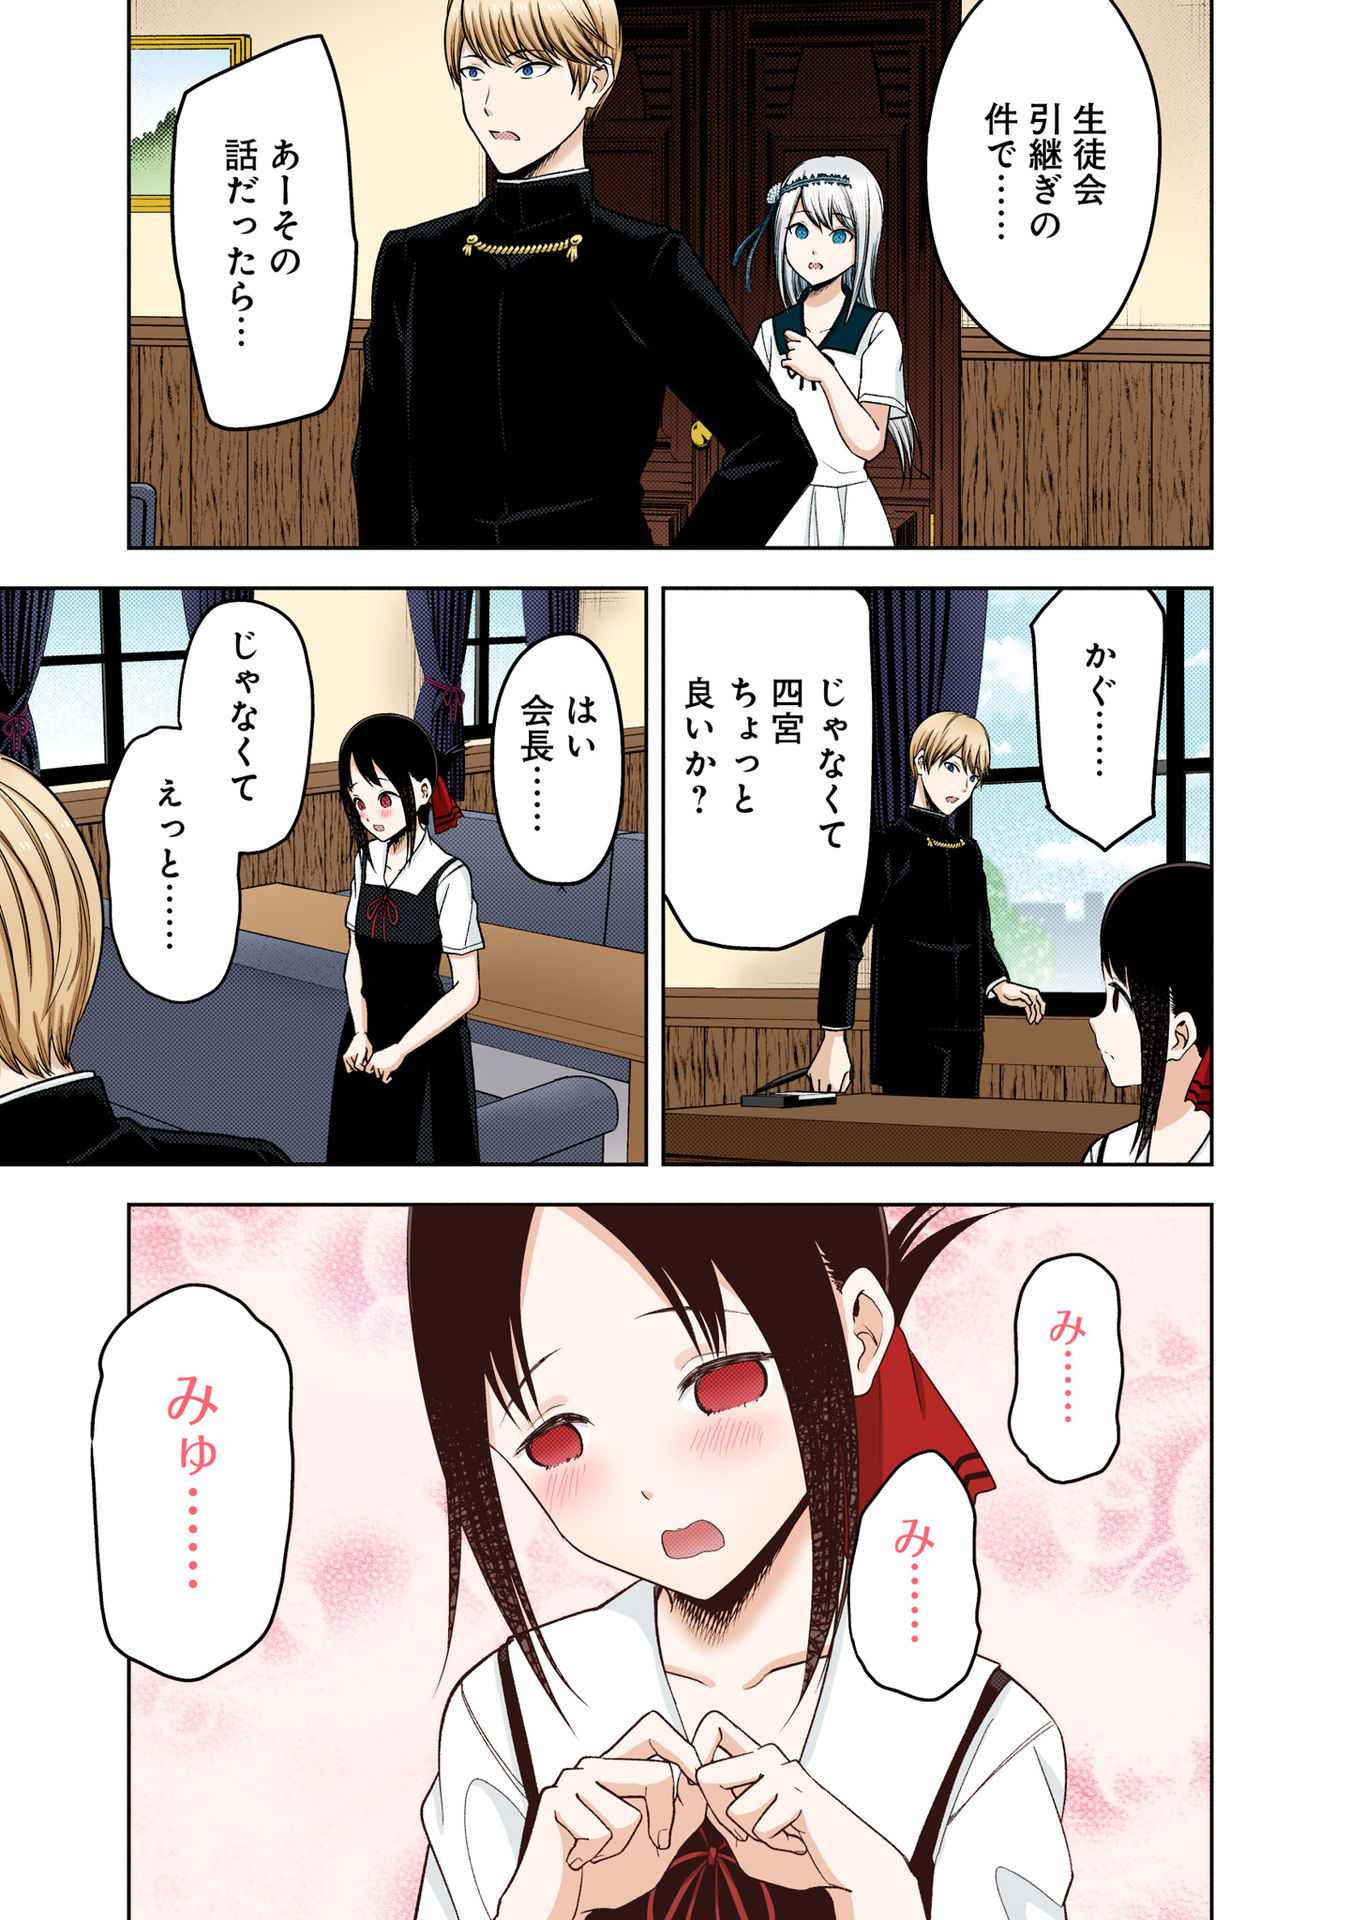 生徒会
引継ぎの
件で……
あーその
話だったら…
かぐ……
じゃなくて
四宮
ちょっと
良いか？
はい
会長……
じゃなくて
えっと……
み………
み………
みゅ………